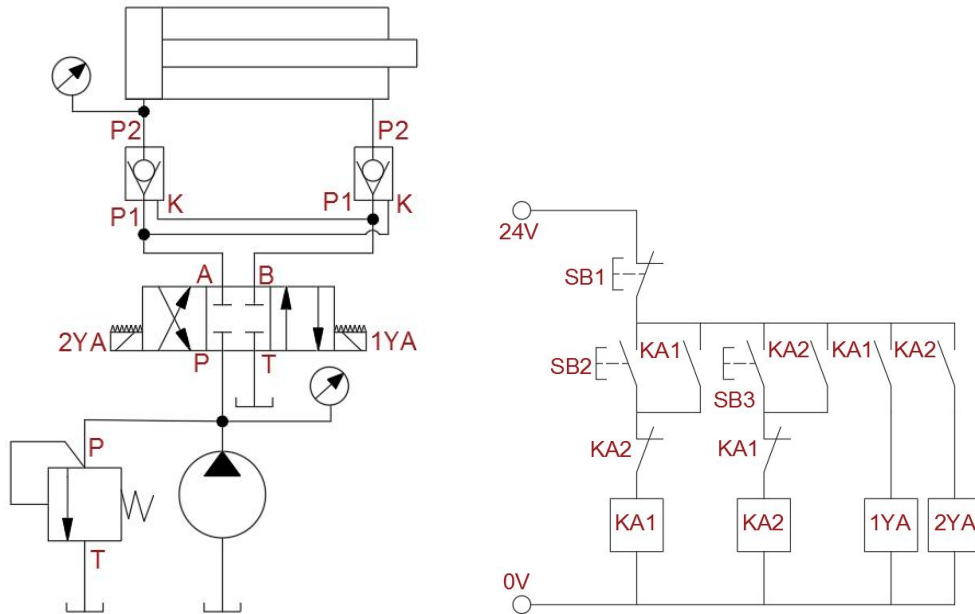 P2
P2
P1
K
P1
K
A
B
2YA
1YA
P
T
P
T
24V
SB1
SB2
KA1
SB3
KA2
KA1
KA2
KA2
KA1
KA1
KA2
1YA
2YA
0V